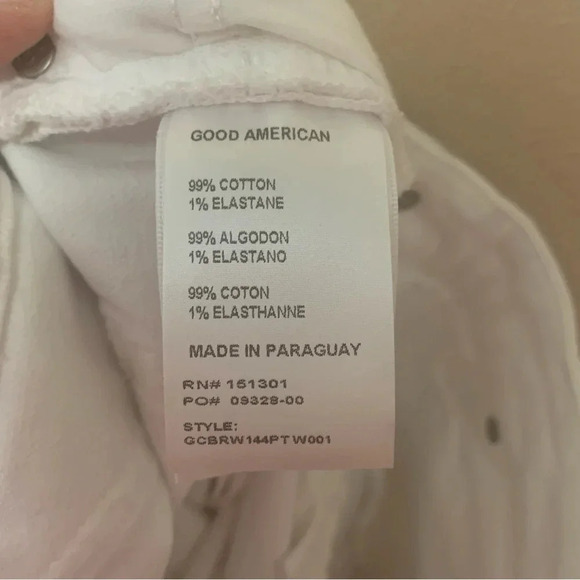 GOOD AMERICAN
99% COTTON
1% ELASTANE
99% ALGODON
1% ELASTANO
99% COTON
1% ELASTHANNE
MADE IN PARAGUAY
RN# 151301
PO# 09328-00
STYLE:
GCBRW144PT W001